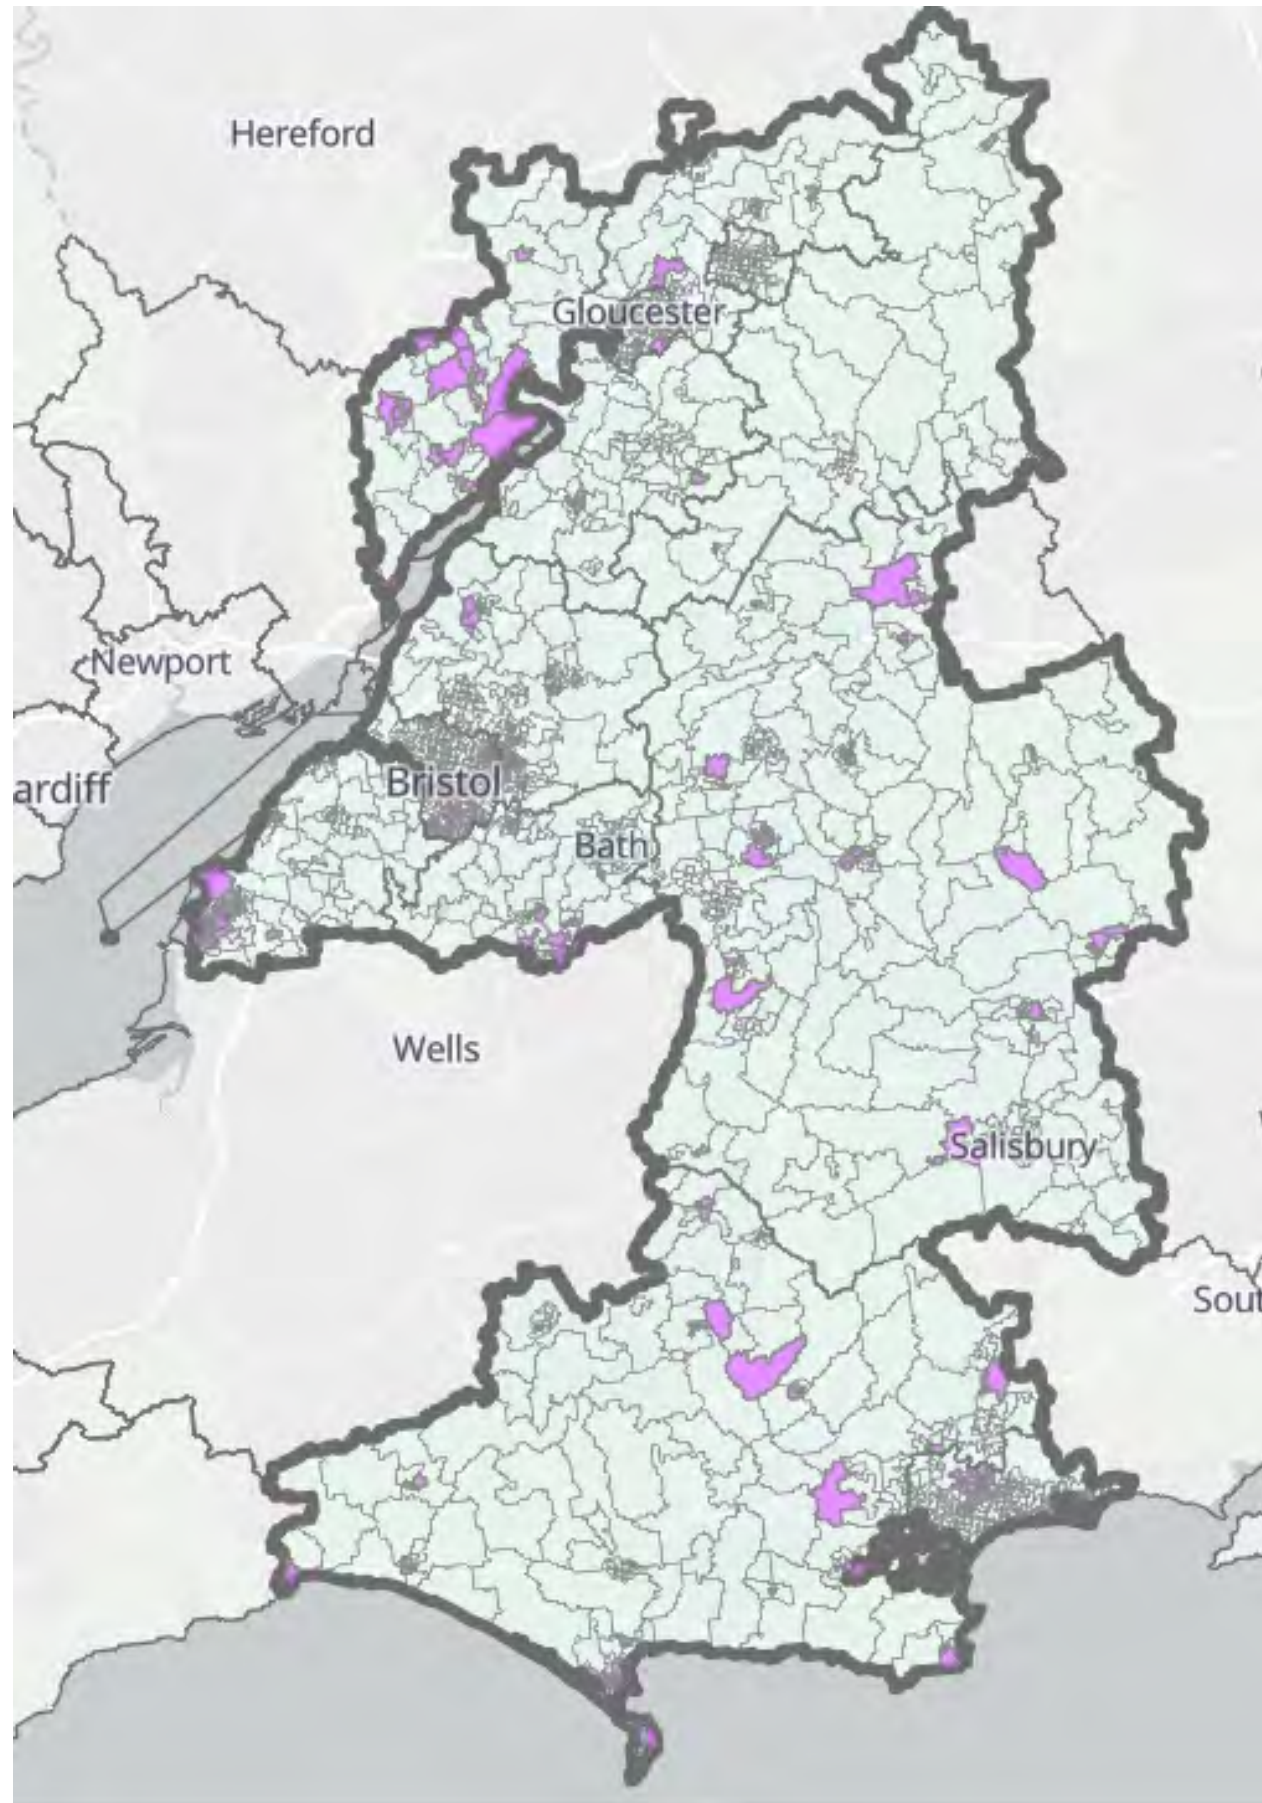 Hereford
Gloucester
Newport
ardiff
Bristol
Bath
Wells
Salisbury
Sout